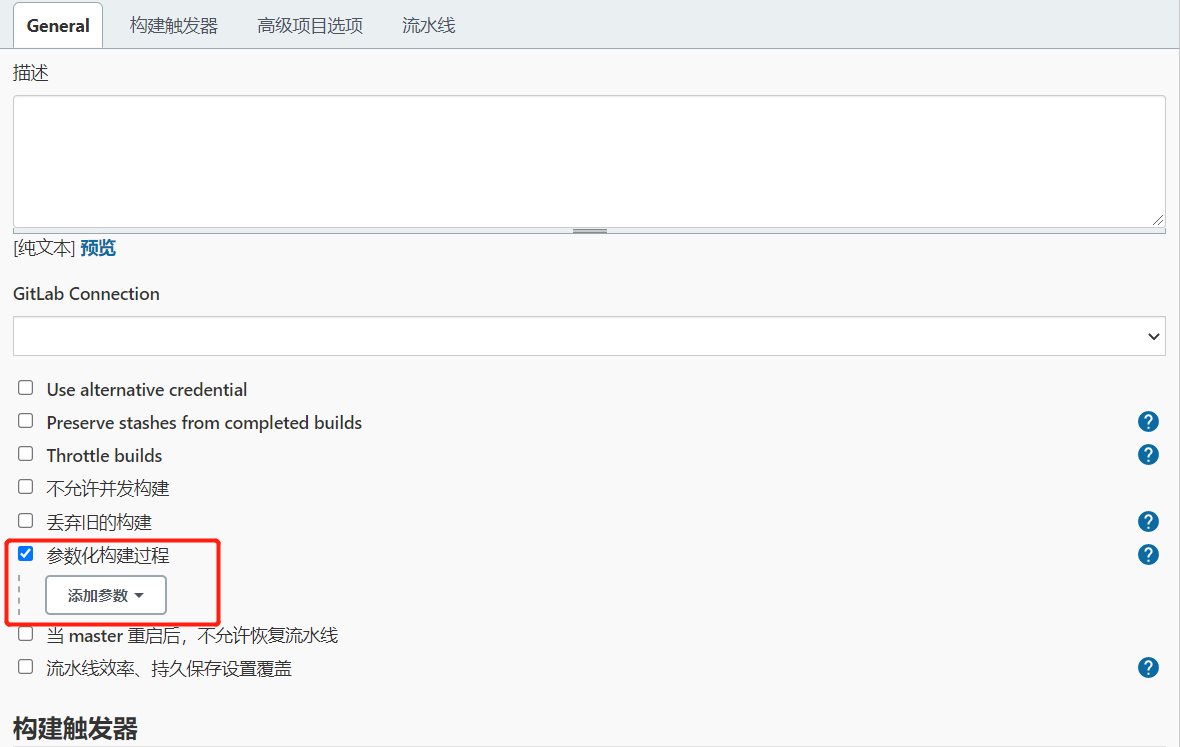 General 构建触发器 高级项目选项 流水线
描述
[纯文本] 预览
GitLab Connection
Use alternative credential
Preserve stashes from completed builds
?
Throttle builds
?
不允许并发构建
丢弃旧的构建
?
参数化构建过程
?
添加参数
当 master 重启后，不允许恢复流水线
流水线效率、持久保存设置覆盖
?
构建触发器